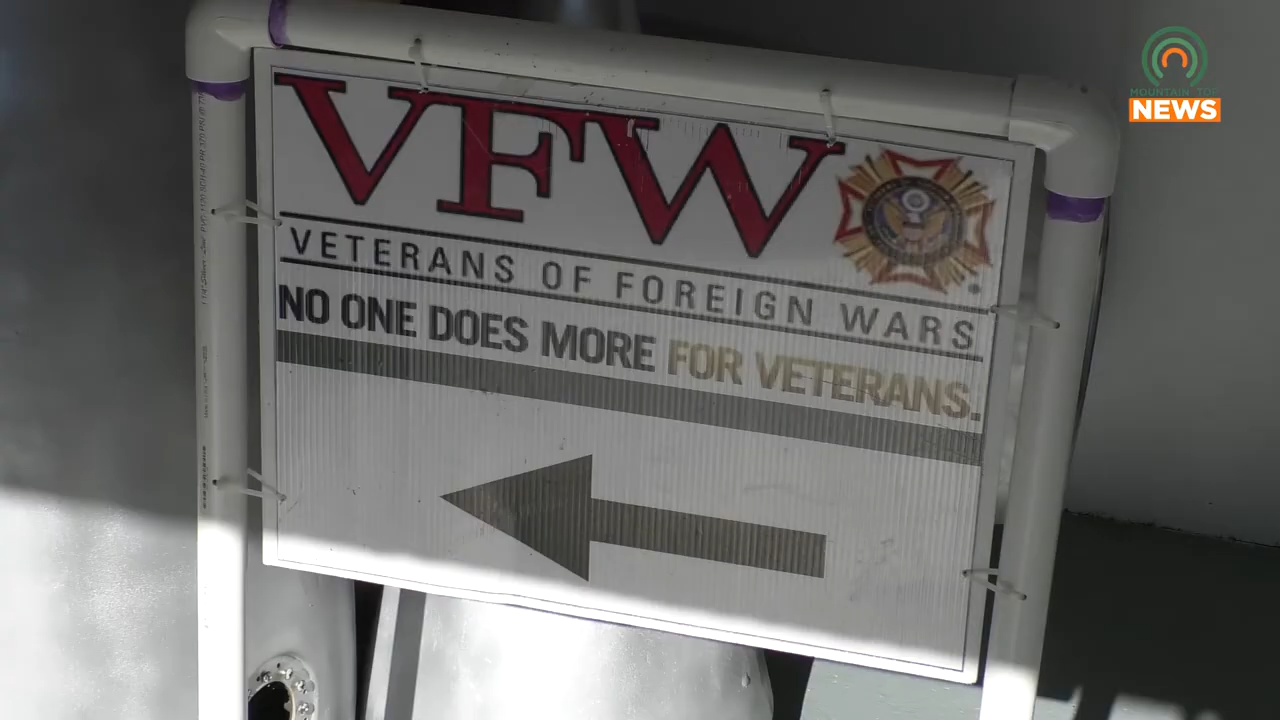 VFW
VETERANS OF FOREIGN WARS
NO ONE DOES MORE FOR VETERANS.
MOUNTAIN TOP
NEWS